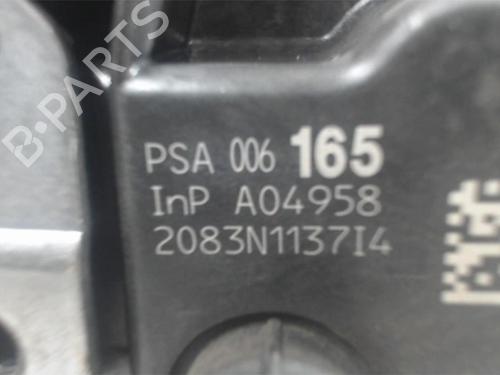 B-PARTS
PSA 006 165
InP A04958
2083N1137I4